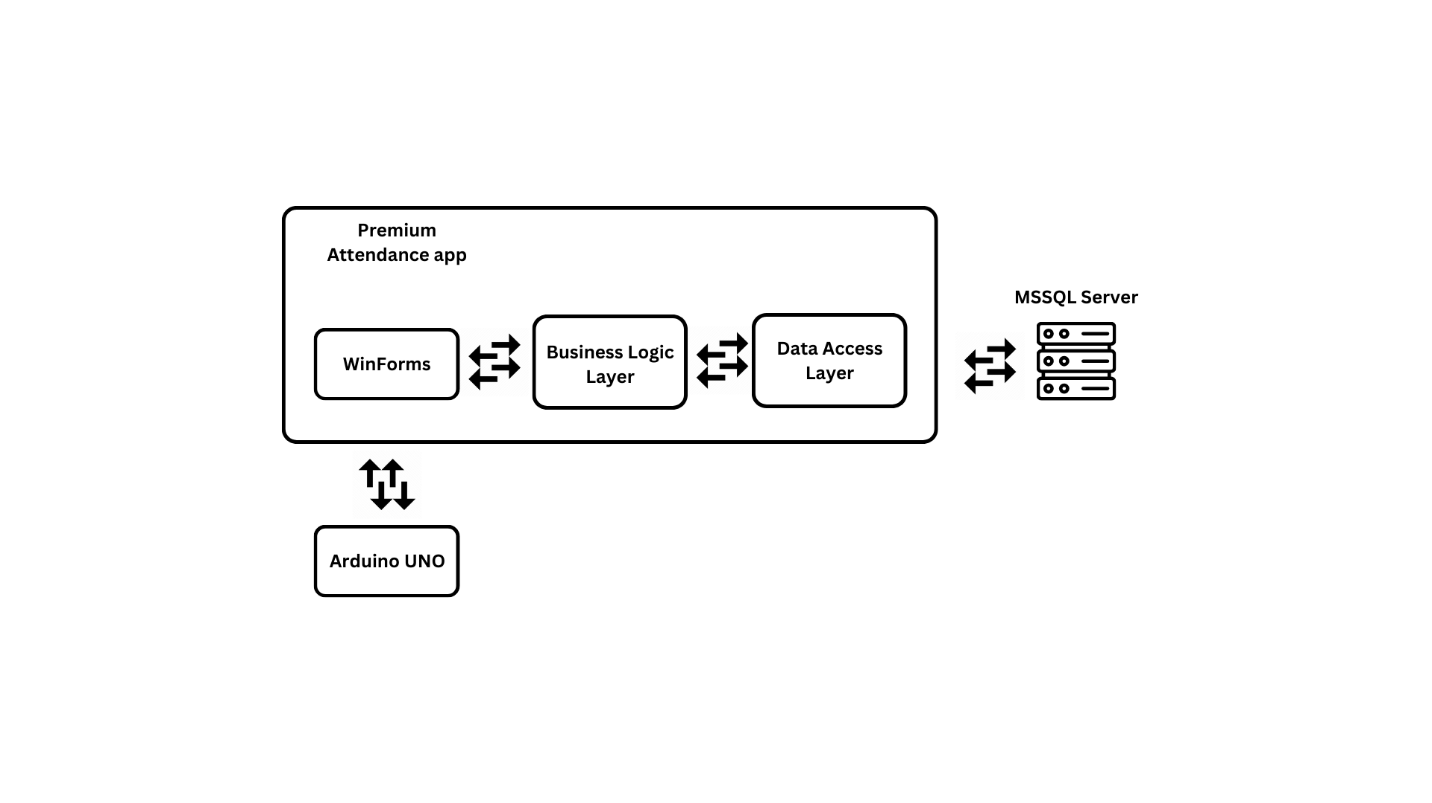 Premium
Attendance app
MSSQL Server
WinForms
Business Logic
Layer
Data Access
Layer
Arduino UNO